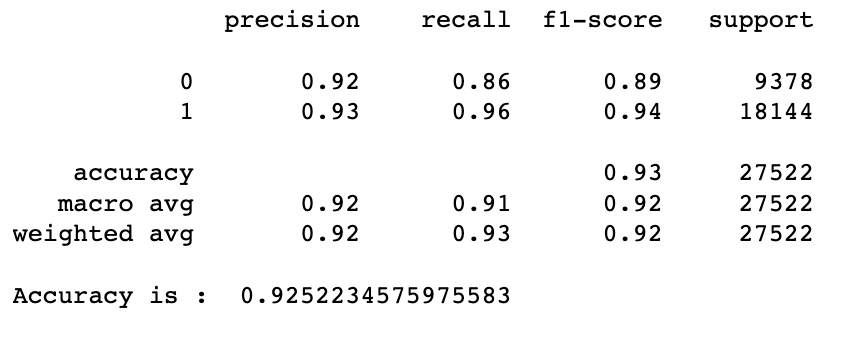 precision recall f1-score support
0 0.92 0.86 0.89 9378
1 0.93 0.96 0.94 18144
accuracy 0.93 27522
macro avg 0.92 0.91 0.92 27522
weighted avg 0.92 0.93 0.92 27522
Accuracy is : 0.9252234575975583